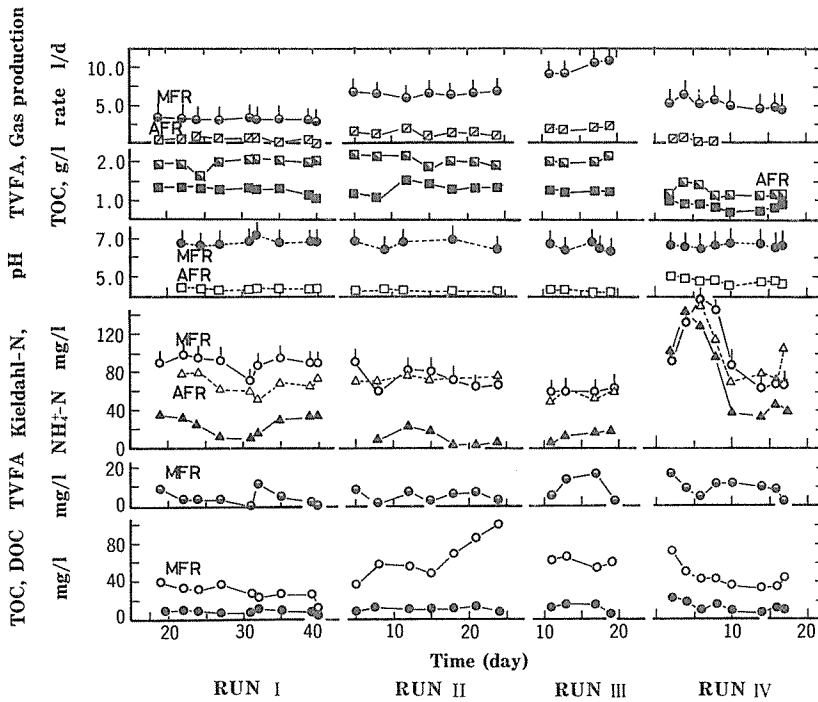 TVFA, Gas production
TOC, g/l rate l/d
10.0
5.0
MFR
AFR
2.0
1.0
AFR
pH
7.0
5.0
MFR
AFR
Kieldahl-N,
NH₄⁺-N mg/l
120
80
40
0
MFR
AFR
TVFA
mg/l
20
0
MFR
TOC, DOC
mg/l
80
40
0
MFR
20 30 40 0 10 20 10 20 0 10 20
Time (day)
RUN I RUN II RUN III RUN IV